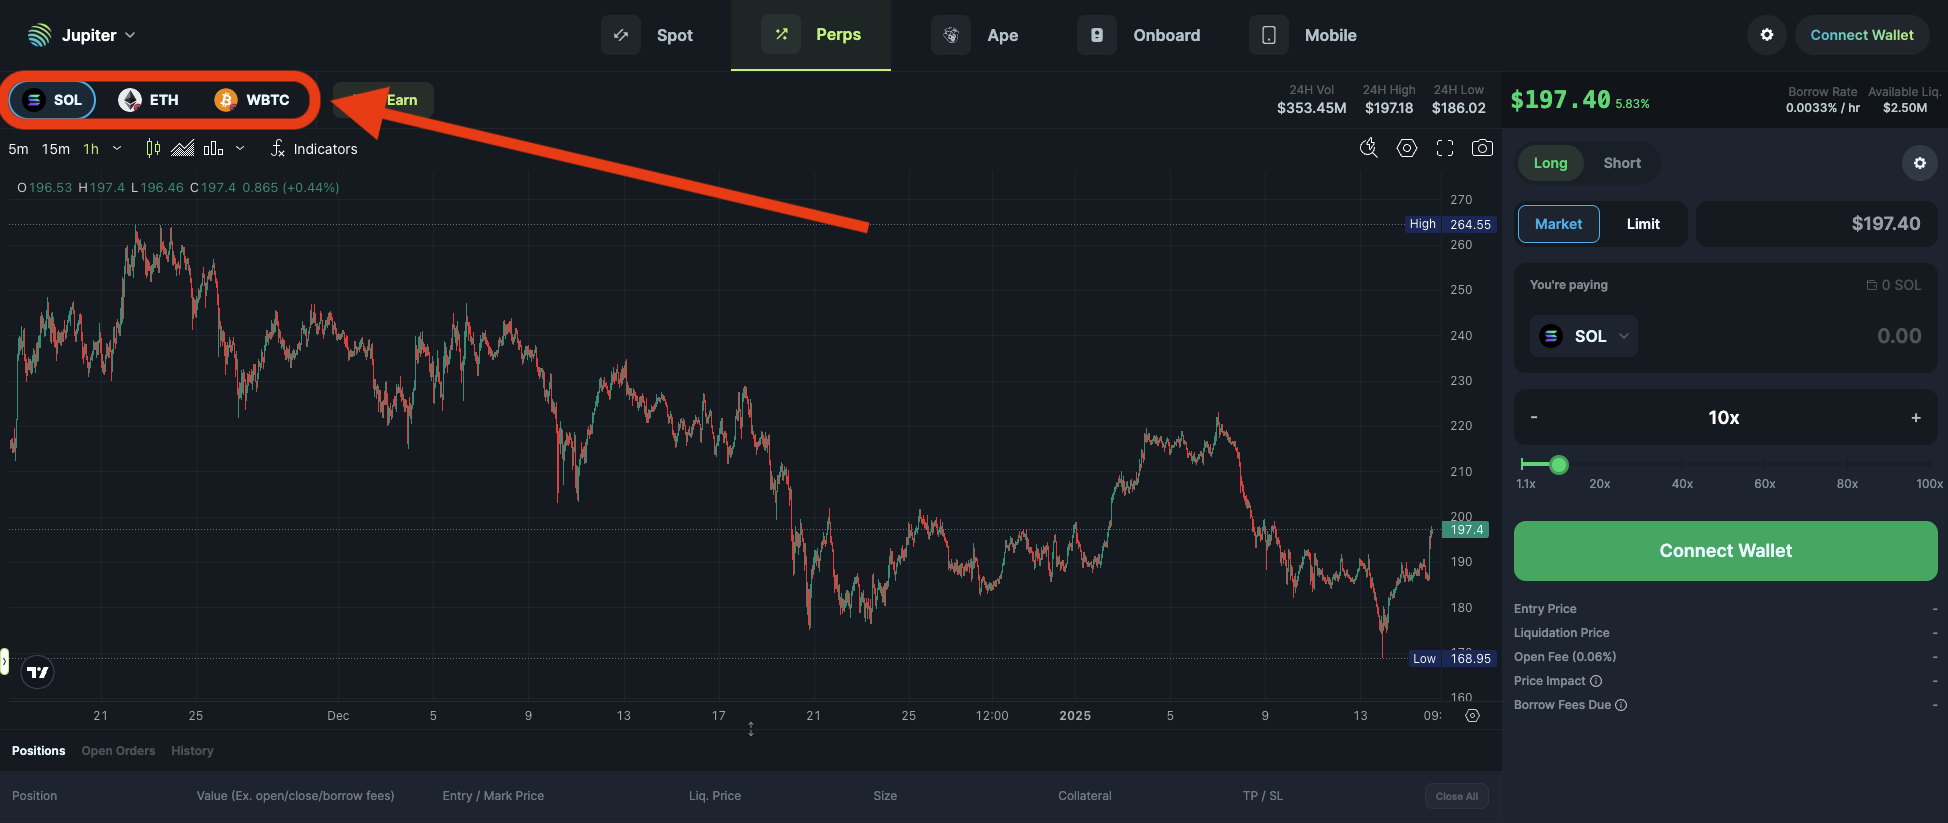 Jupiter
Spot
Perps
Ape
Onboard
Mobile
Connect Wallet
SOL
ETH
WBTC
Earn
24H Vol
$353.45M
24H High
$197.18
24H Low
$186.02
$197.40 5.83%
Borrow Rate
0.0033% / hr
Available Liq.
$2.50M
5m 15m 1h
Indicators
O196.53 H197.4 L196.46 C197.4 0.865 (+0.44%)
270
High 264.55
260
250
240
230
220
210
200
197.4
190
180
Low 168.95
160
21 25 Dec 5 9 13 17 21 25 12:00 2025 5 9 13 09:
Long
Short
Market
Limit
$197.40
You're paying
0 SOL
SOL
0.00
- 10x +
1.1x 20x 40x 60x 80x 100x
Connect Wallet
Entry Price -
Liquidation Price -
Open Fee (0.06%) -
Price Impact -
Borrow Fees Due -
Positions Open Orders History
Position Value (Ex. open/close/borrow fees) Entry / Mark Price Liq. Price Size Collateral TP / SL Close All